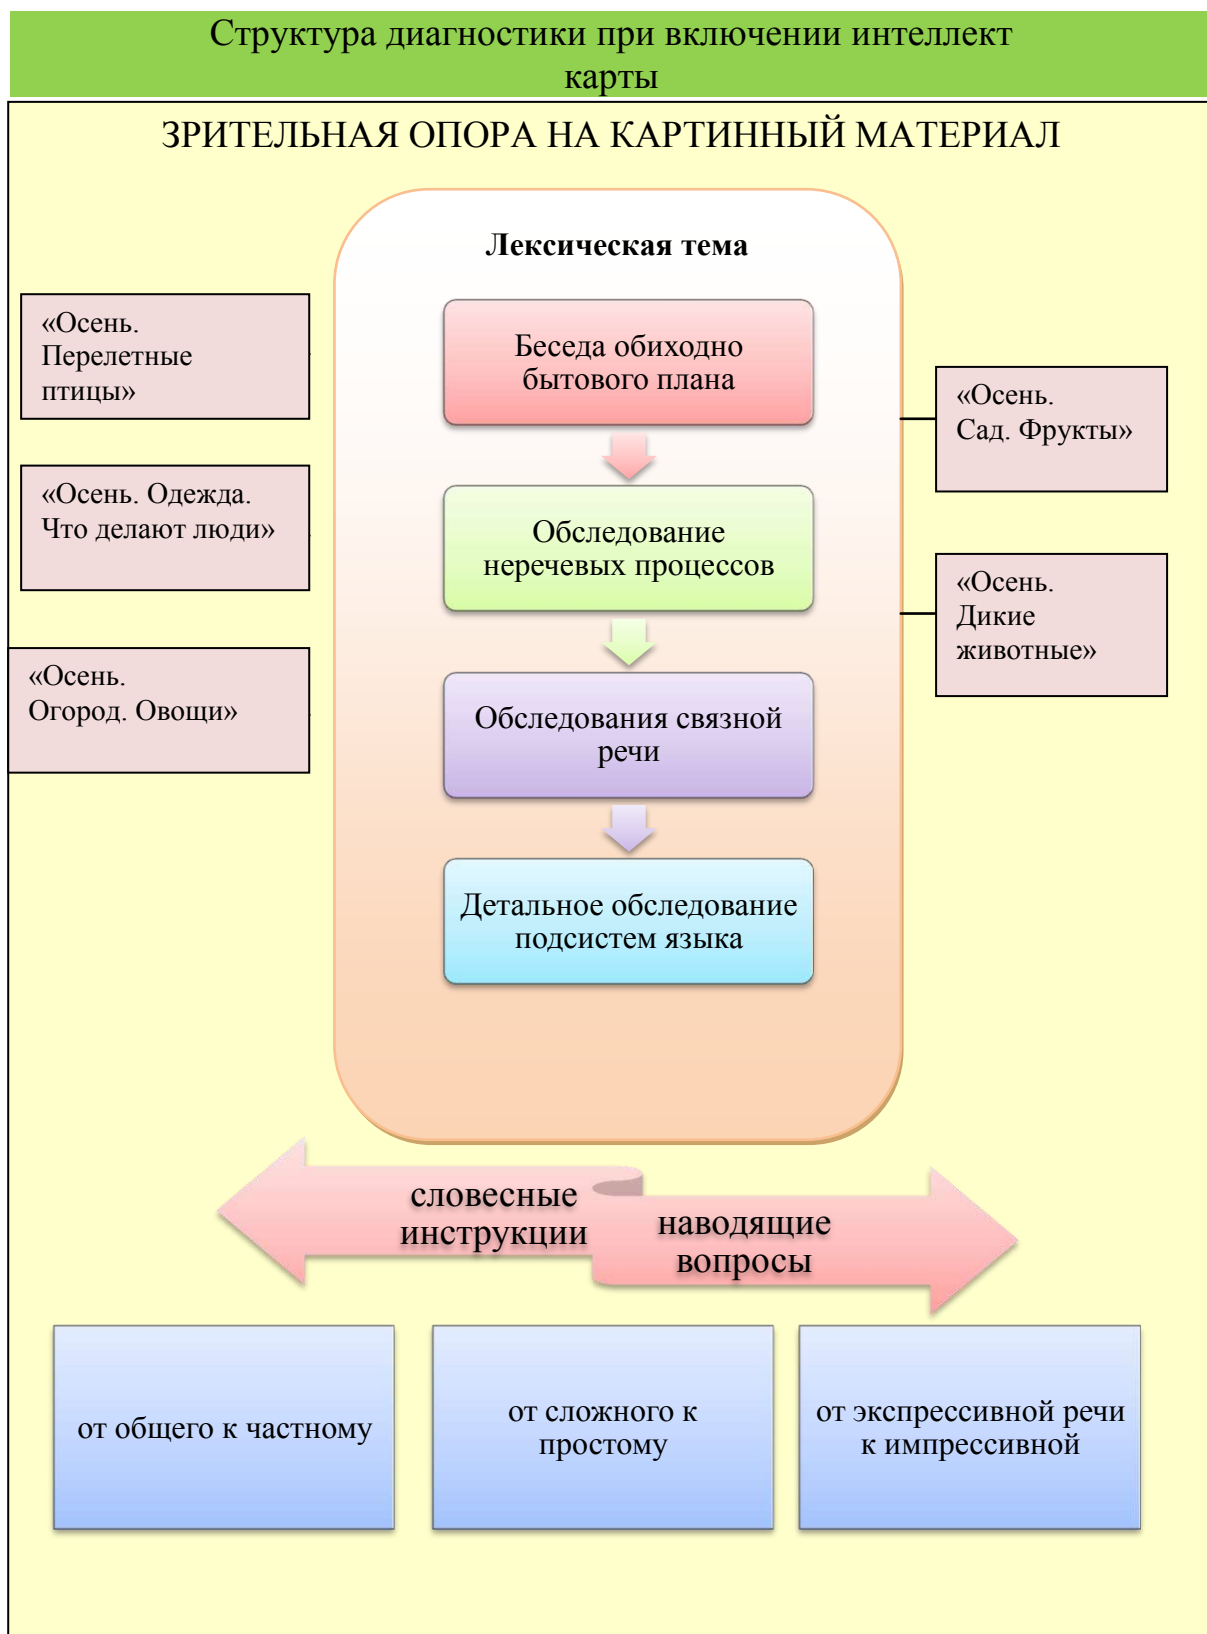 Структура диагностики при включении интеллект
карты
ЗРИТЕЛЬНАЯ ОПОРА НА КАРТИННЫЙ МАТЕРИАЛ
Лексическая тема
«Осень.
Перелетные
птицы»
«Осень. Одежда.
Что делают люди»
«Осень.
Огород. Овощи»
Беседа обиходно
бытового плана
Обследование
неречевых процессов
Обследования связной
речи
Детальное обследование
подсистем языка
«Осень.
Сад. Фрукты»
«Осень.
Дикие
животные»
словесные
инструкции
наводящие
вопросы
от общего к частному
от сложного к
простому
от экспрессивной речи
к импрессивной